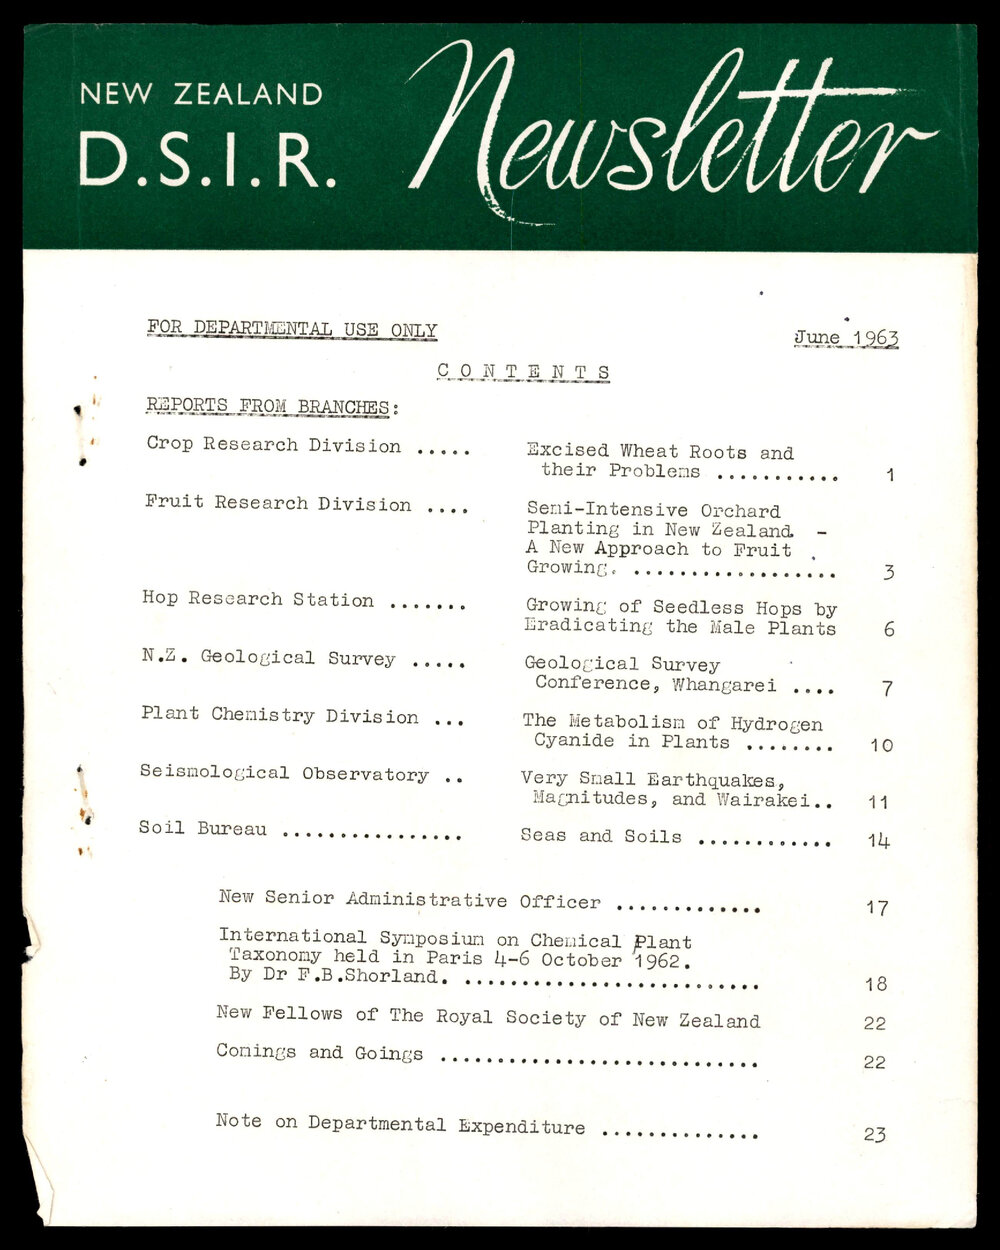 NEW ZEALAND
D.S.I.R.
Newsletter
FOR DEPARTMENTAL USE ONLY
June 1963
CONTENTS
REPORTS FROM BRANCHES:
Crop Research Division ..... Excised Wheat Roots and
their Problems ........... 1
Fruit Research Division .... Semi-Intensive Orchard
Planting in New Zealand -
A New Approach to Fruit
Growing. .................. 3
Hop Research Station ....... Growing of Seedless Hops by
Eradicating the Male Plants 6
N.Z. Geological Survey ..... Geological Survey
Conference, Whangarei .... 7
Plant Chemistry Division ... The Metabolism of Hydrogen
Cyanide in Plants ........ 10
Seismological Observatory .. Very Small Earthquakes,
Magnitudes, and Wairakei.. 11
Soil Bureau ................ Seas and Soils ............ 14
New Senior Administrative Officer ............. 17
International Symposium on Chemical Plant
Taxonomy held in Paris 4-6 October 1962.
By Dr F.B.Shorland. .......................... 18
New Fellows of The Royal Society of New Zealand 22
Comings and Goings ............................ 22
Note on Departmental Expenditure .............. 23